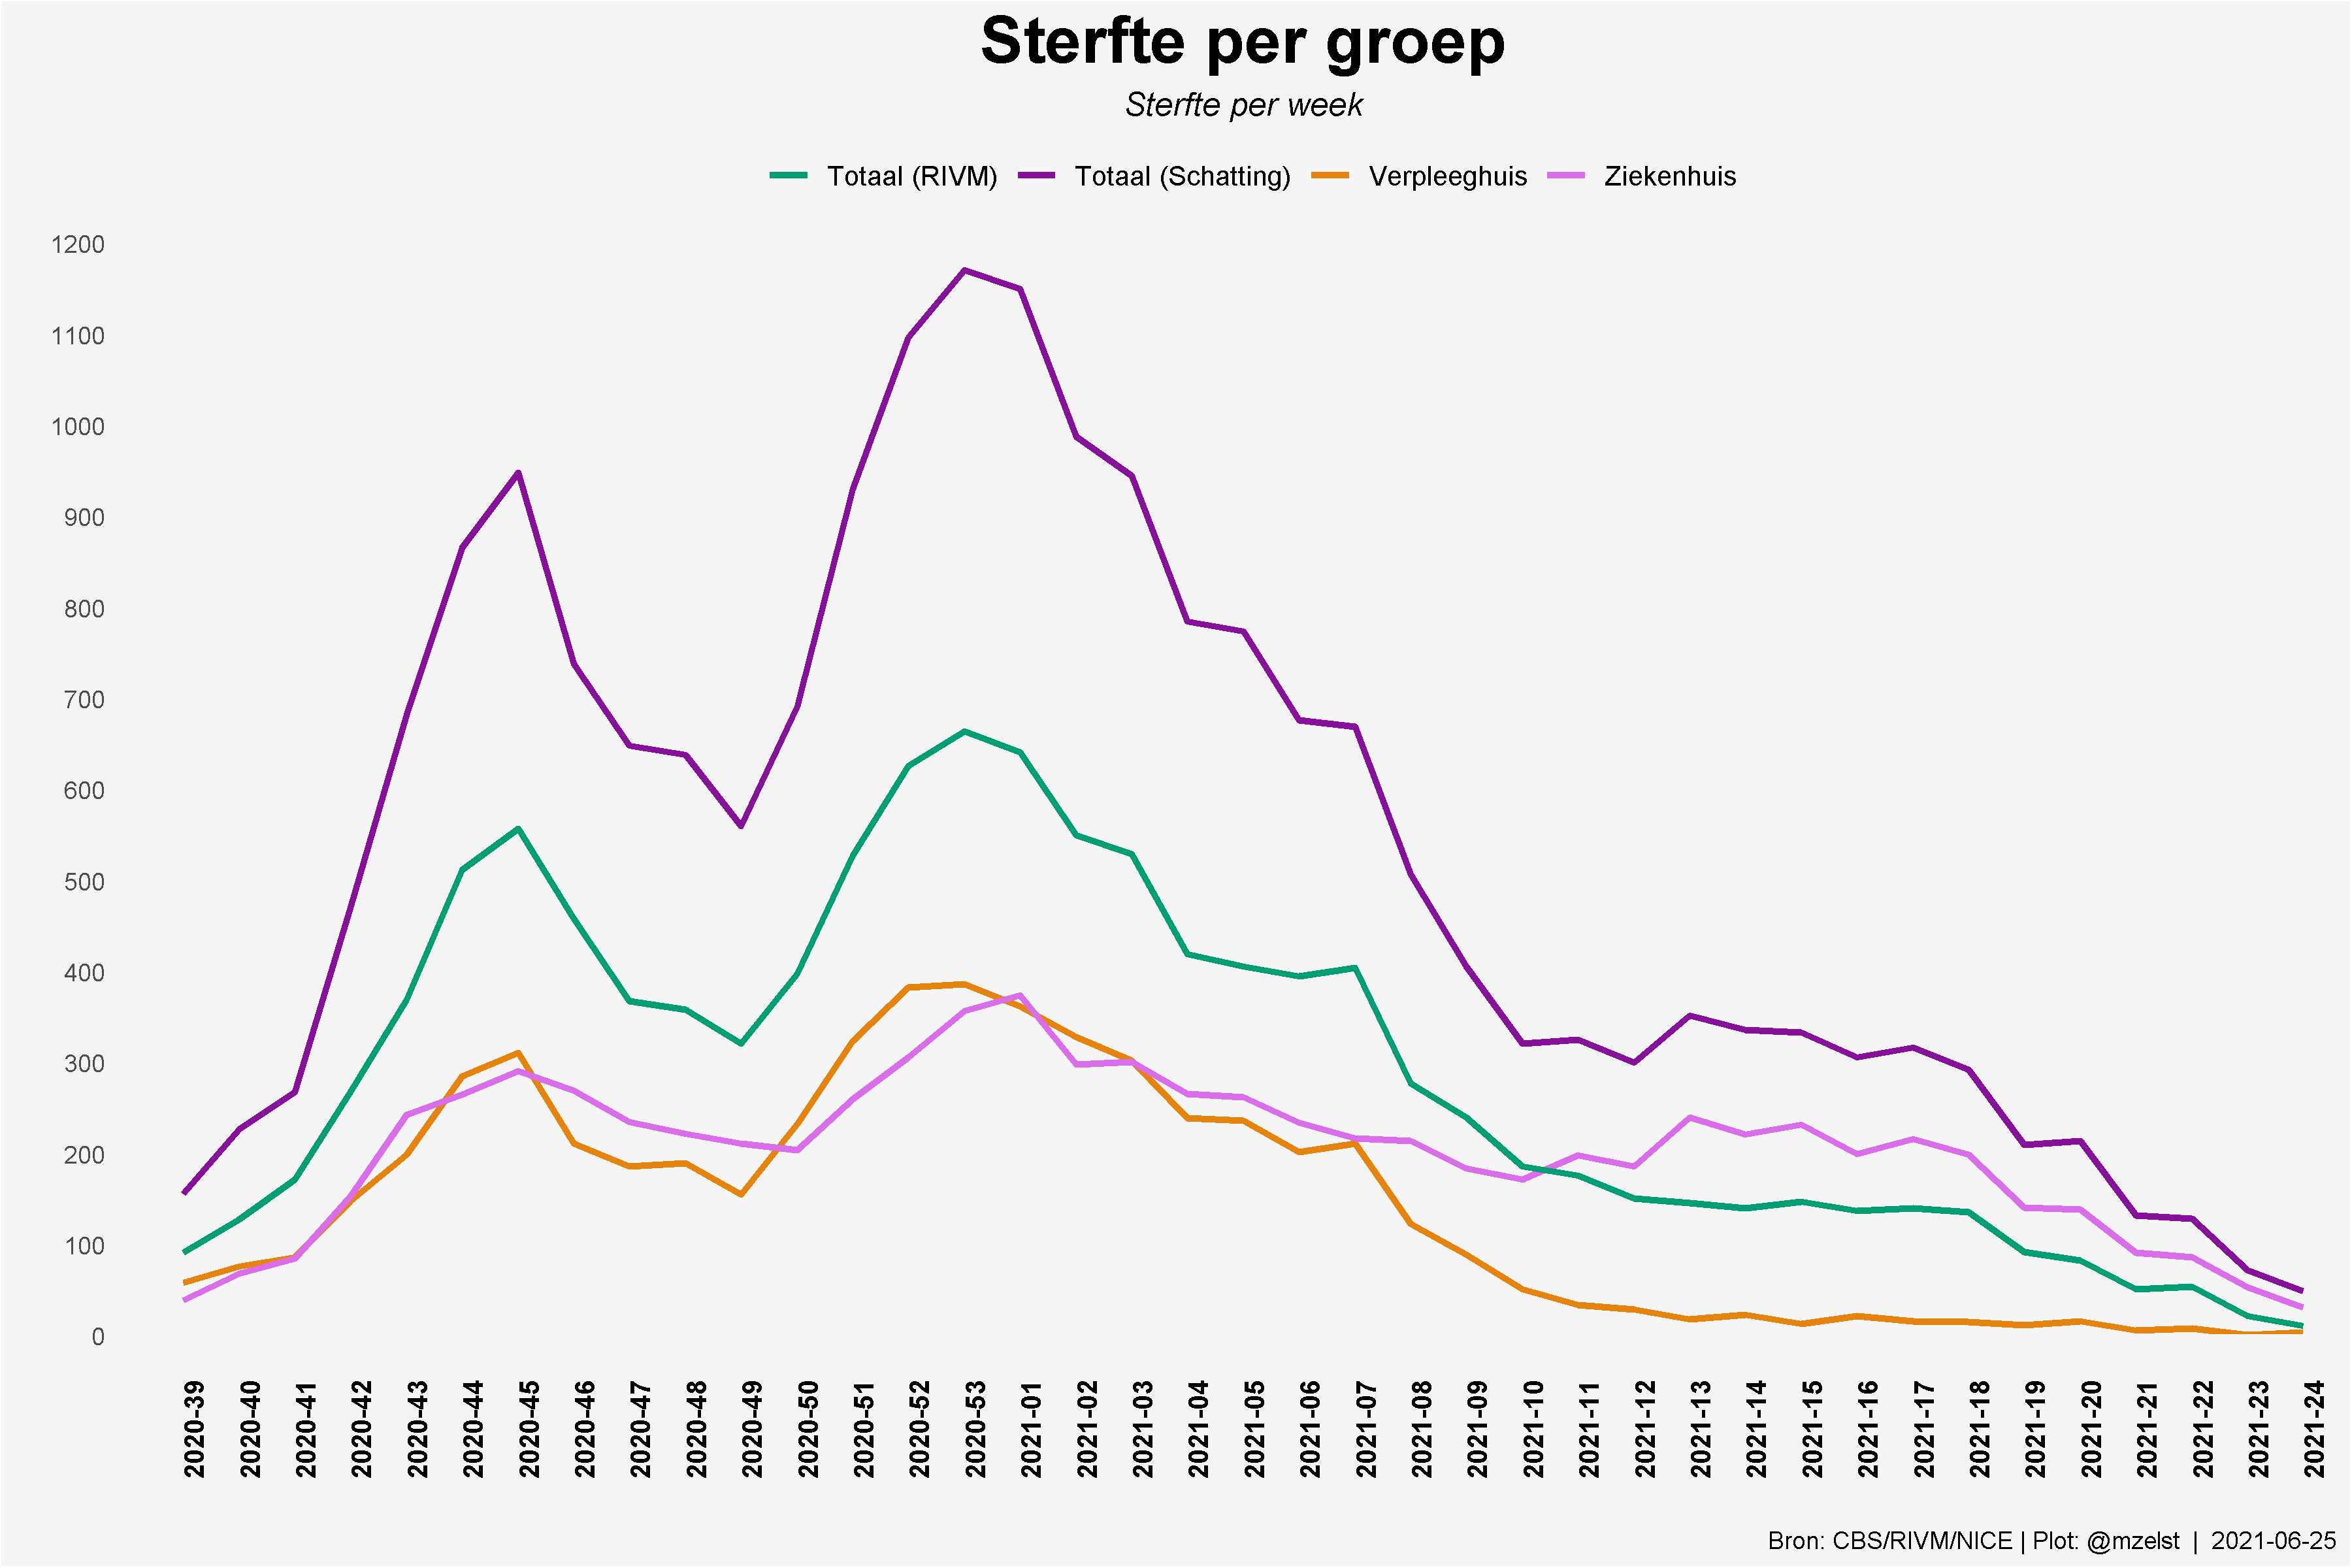 Sterfte per groep
Sterfte per week
Totaal (RIVM) Totaal (Schatting) Verpleeghuis Ziekenhuis
1200
1100
1000
900
800
700
600
500
400
300
200
100
0
2020-39 2020-40 2020-41 2020-42 2020-43 2020-44 2020-45 2020-46 2020-47 2020-48 2020-49 2020-50 2020-51 2020-52 2020-53 2021-01 2021-02 2021-03 2021-04 2021-05 2021-06 2021-07 2021-08 2021-09 2021-10 2021-11 2021-12 2021-13 2021-14 2021-15 2021-16 2021-17 2021-18 2021-19 2021-20 2021-21 2021-22 2021-23 2021-24
Bron: CBS/RIVM/NICE | Plot: @mzelst | 2021-06-25